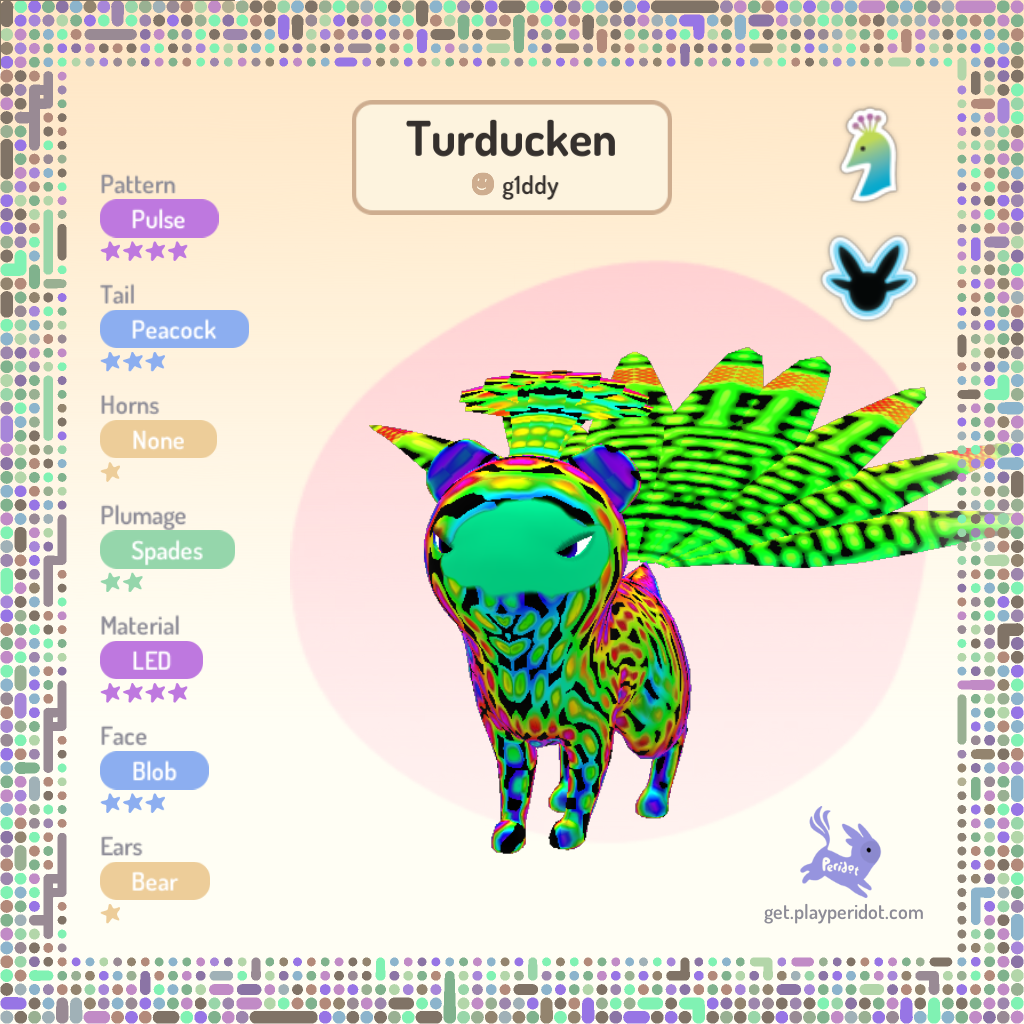 Turducken
g1ddy
Pattern
Pulse
Tail
Peacock
Horns
None
Plumage
Spades
Material
LED
Face
Blob
Ears
Bear
Peridot
get.playperidot.com